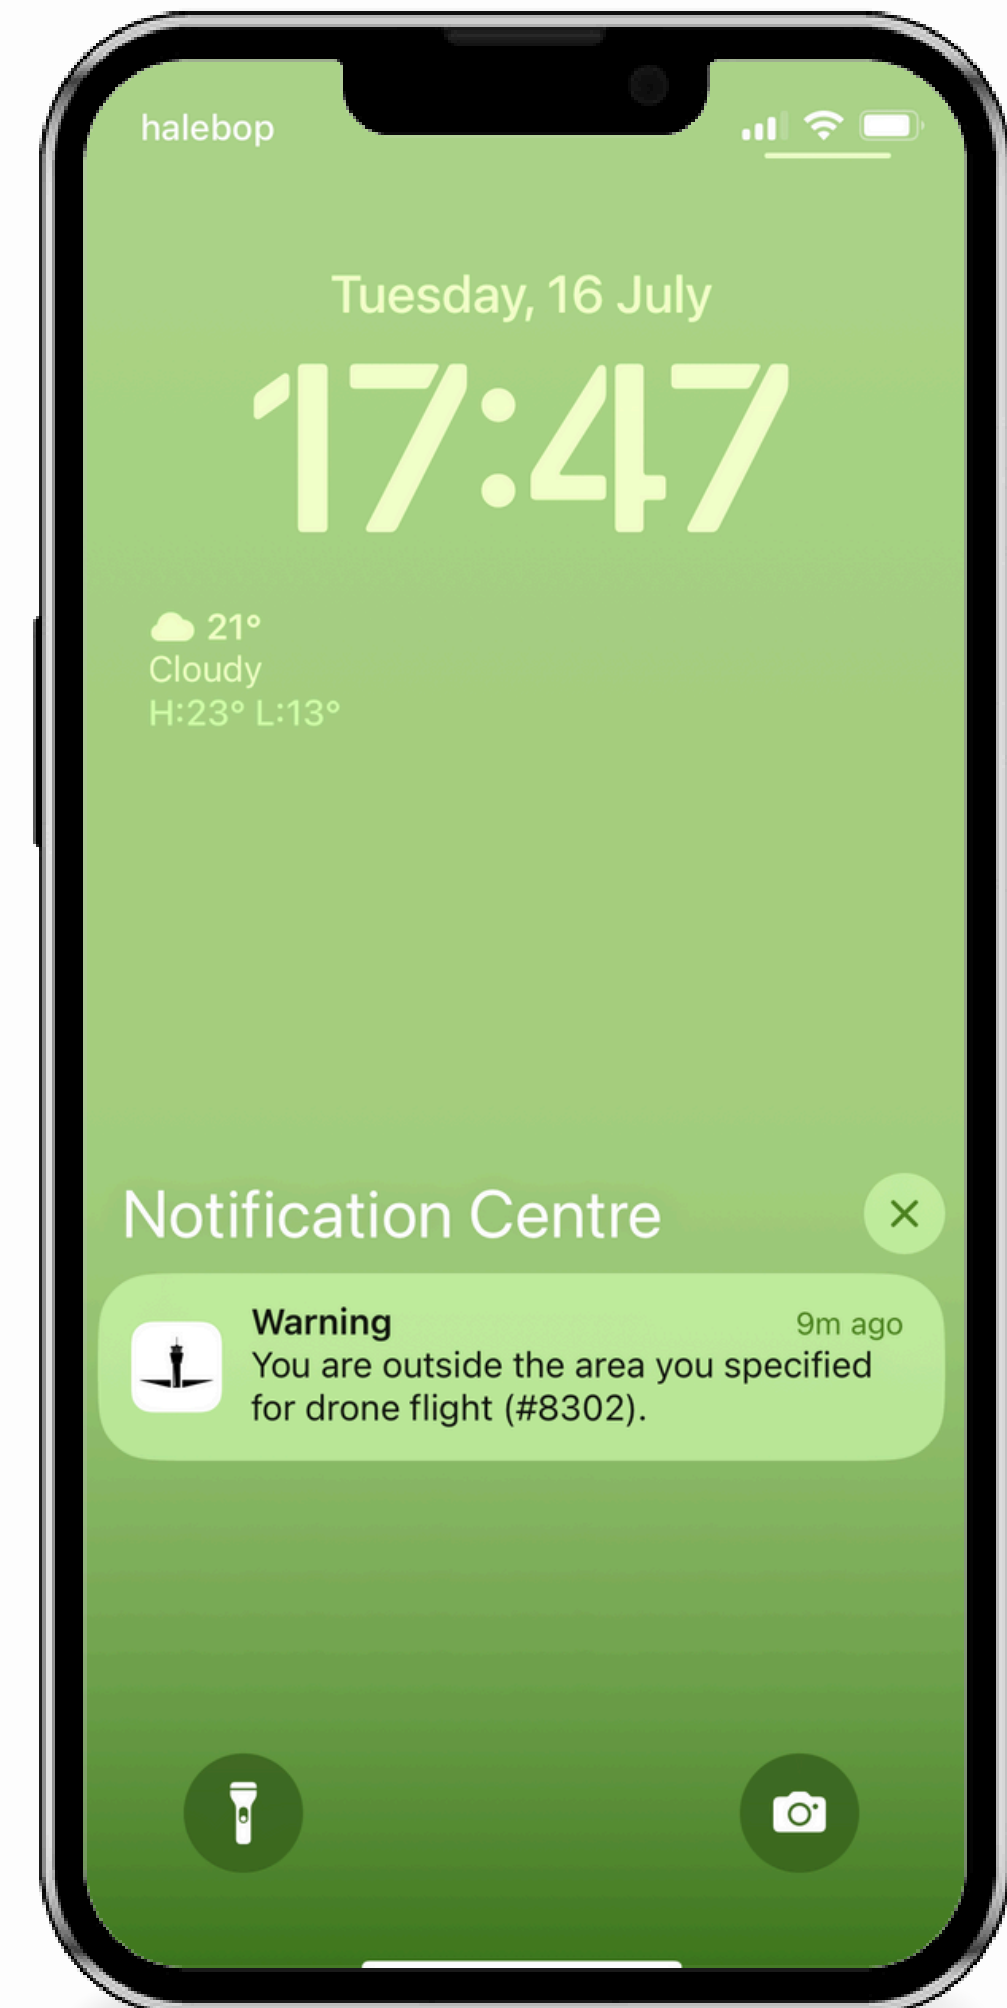 halebop
Tuesday, 16 July
17:47
21°
Cloudy
H:23° L:13°
Notification Centre
Warning 9m ago
You are outside the area you specified
for drone flight (#8302).